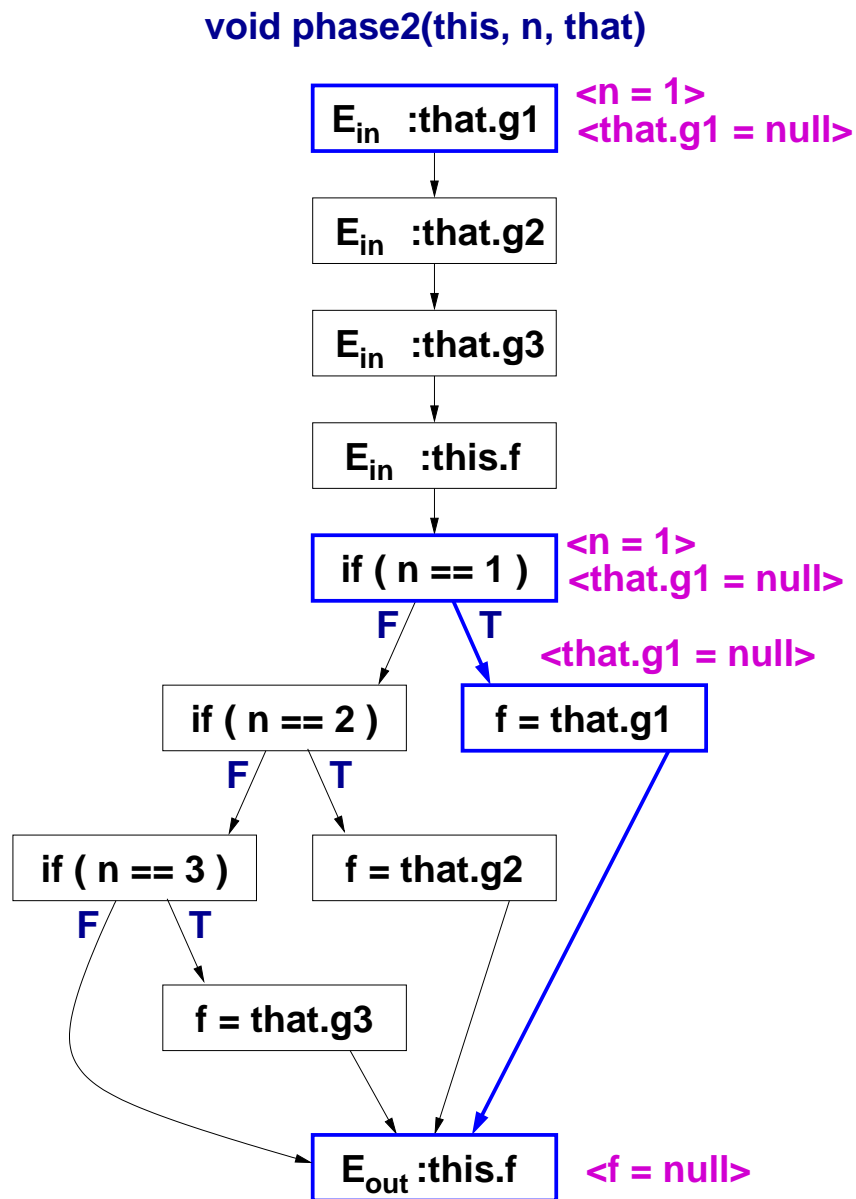 void phase2(this, n, that)
E_in :that.g1
<n = 1>
<that.g1 = null>
E_in :that.g2
E_in :that.g3
E_in :this.f
if ( n == 1 )
<n = 1>
<that.g1 = null>
F T
<that.g1 = null>
if ( n == 2 )
f = that.g1
F T
if ( n == 3 )
f = that.g2
F T
f = that.g3
E_out :this.f
<f = null>